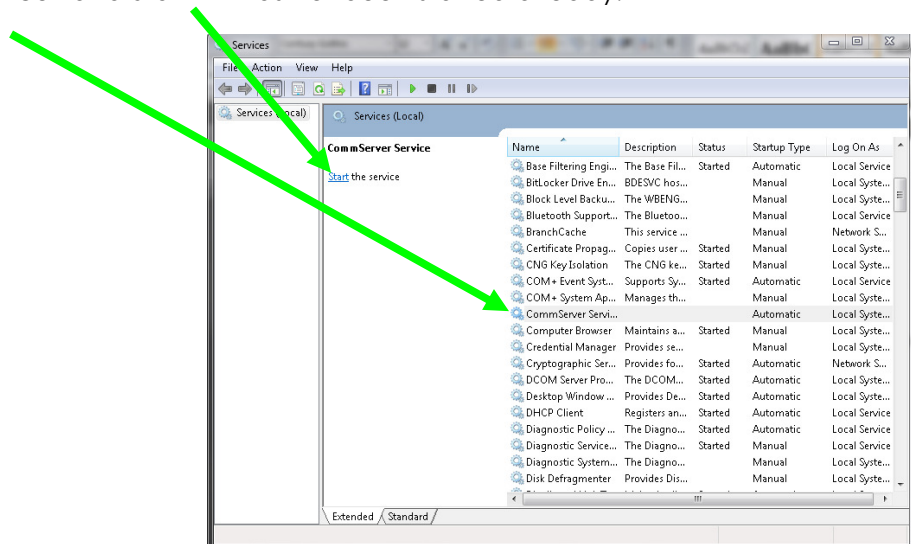 Services
File Action View Help
Services (Local)
Services (Local)
CommServer Service
Start the service
Name Description Status Startup Type Log On As
Base Filtering Engi... The Base Fil... Started Automatic Local Service
BitLocker Drive En... BDESVC hos... Manual Local Syste...
Block Level Backu... The WBENG... Manual Local Syste...
Bluetooth Support... The Bluetoo... Manual Local Service
BranchCache This service ... Manual Network S...
Certificate Propag... Copies user ... Started Manual Local Syste...
CNG Key Isolation The CNG ke... Started Manual Local Syste...
COM+ Event Syst... Supports Sy... Started Automatic Local Service
COM+ System Ap... Manages th... Manual Local Syste...
CommServer Servi... Automatic Local Syste...
Computer Browser Maintains a... Started Manual Local Syste...
Credential Manager Provides se... Manual Local Syste...
Cryptographic Ser... Provides fo... Started Automatic Network S...
DCOM Server Pro... The DCOM... Started Automatic Local Syste...
Desktop Window ... Provides De... Started Automatic Local Syste...
DHCP Client Registers an... Started Automatic Local Service
Diagnostic Policy ... The Diagno... Started Automatic Local Service
Diagnostic Service... The Diagno... Started Manual Local Service
Diagnostic System... The Diagno... Manual Local Syste...
Disk Defragmenter Provides Dis... Manual Local Syste...
Extended Standard